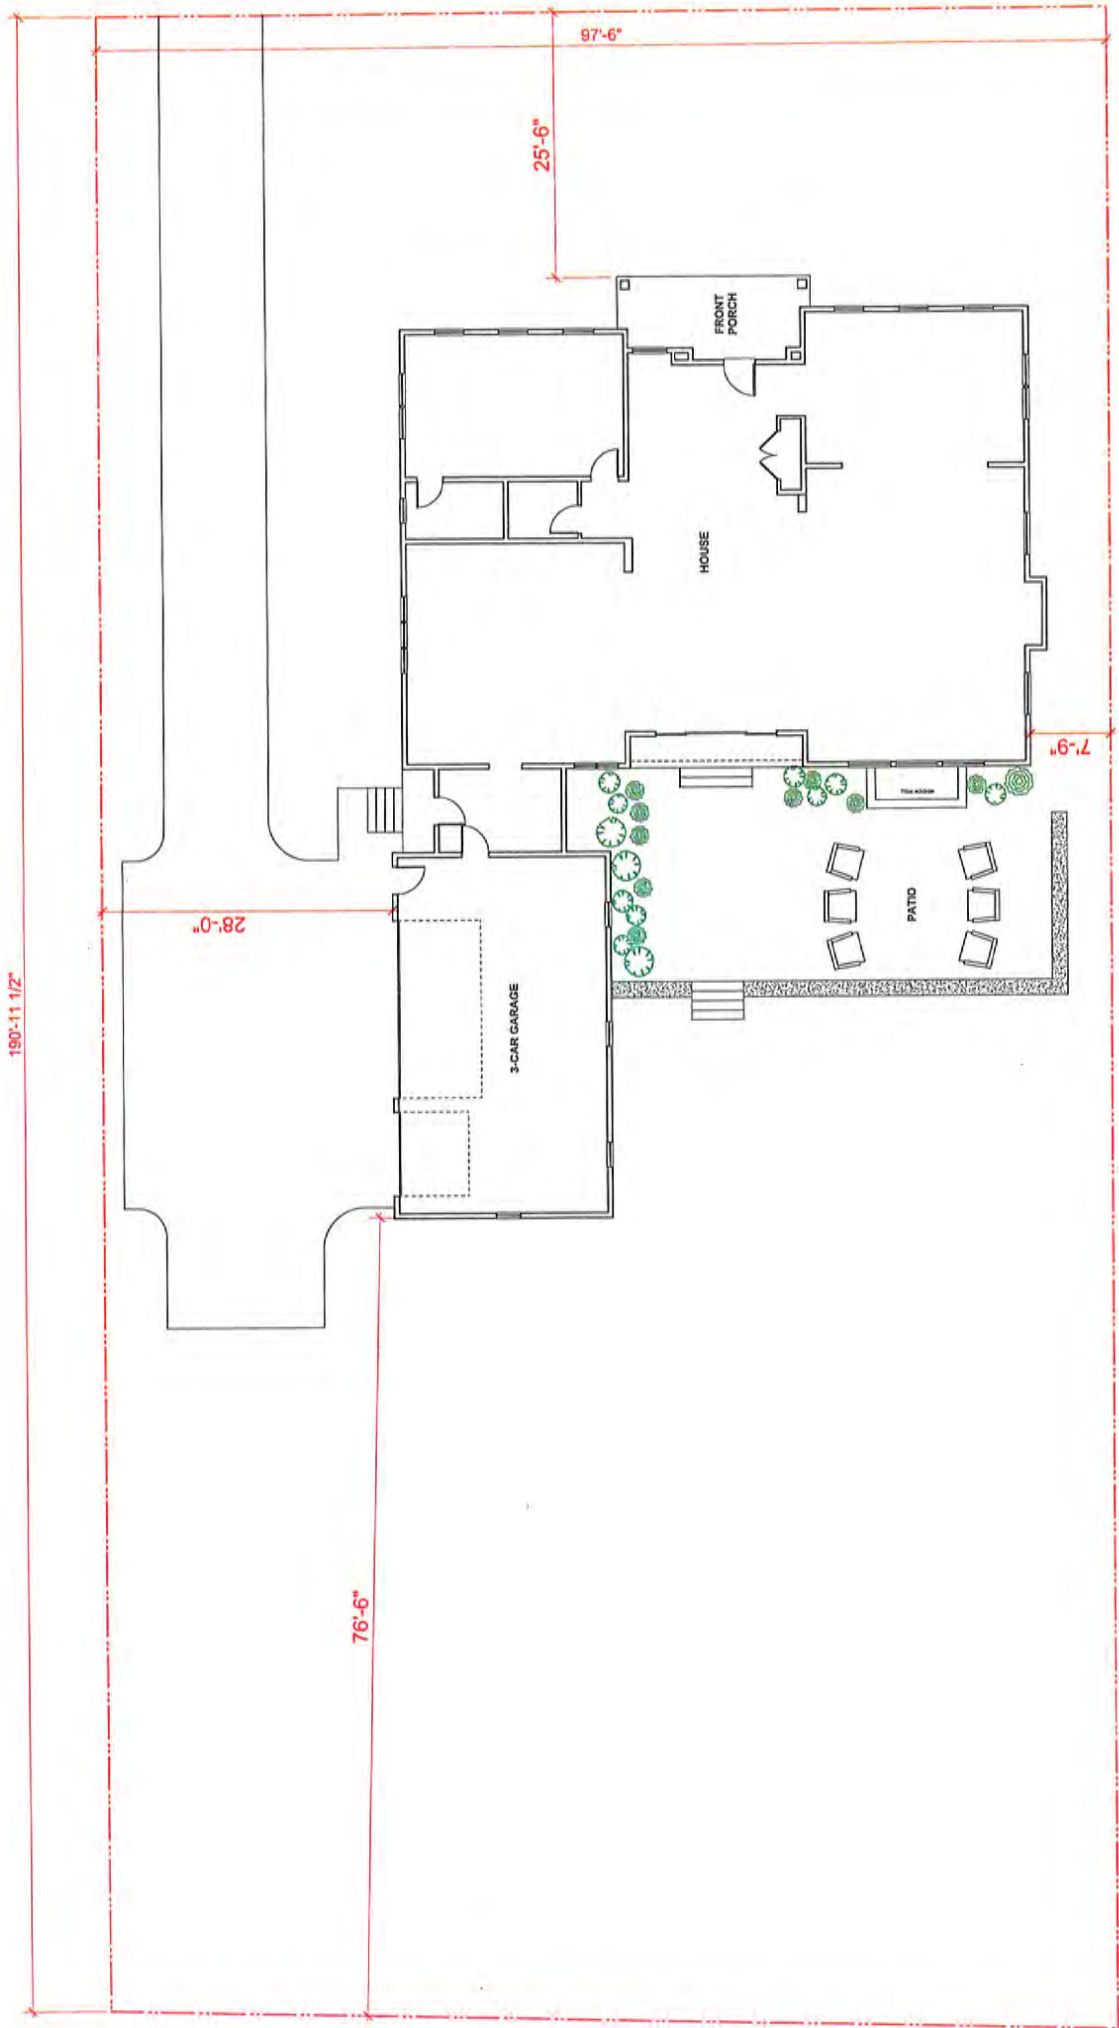 97'-6"
25'-6"
FRONT
PORCH
HOUSE
7'-9"
28'-0"
PATIO
190'-11 1/2"
3-CAR GARAGE
76'-6"